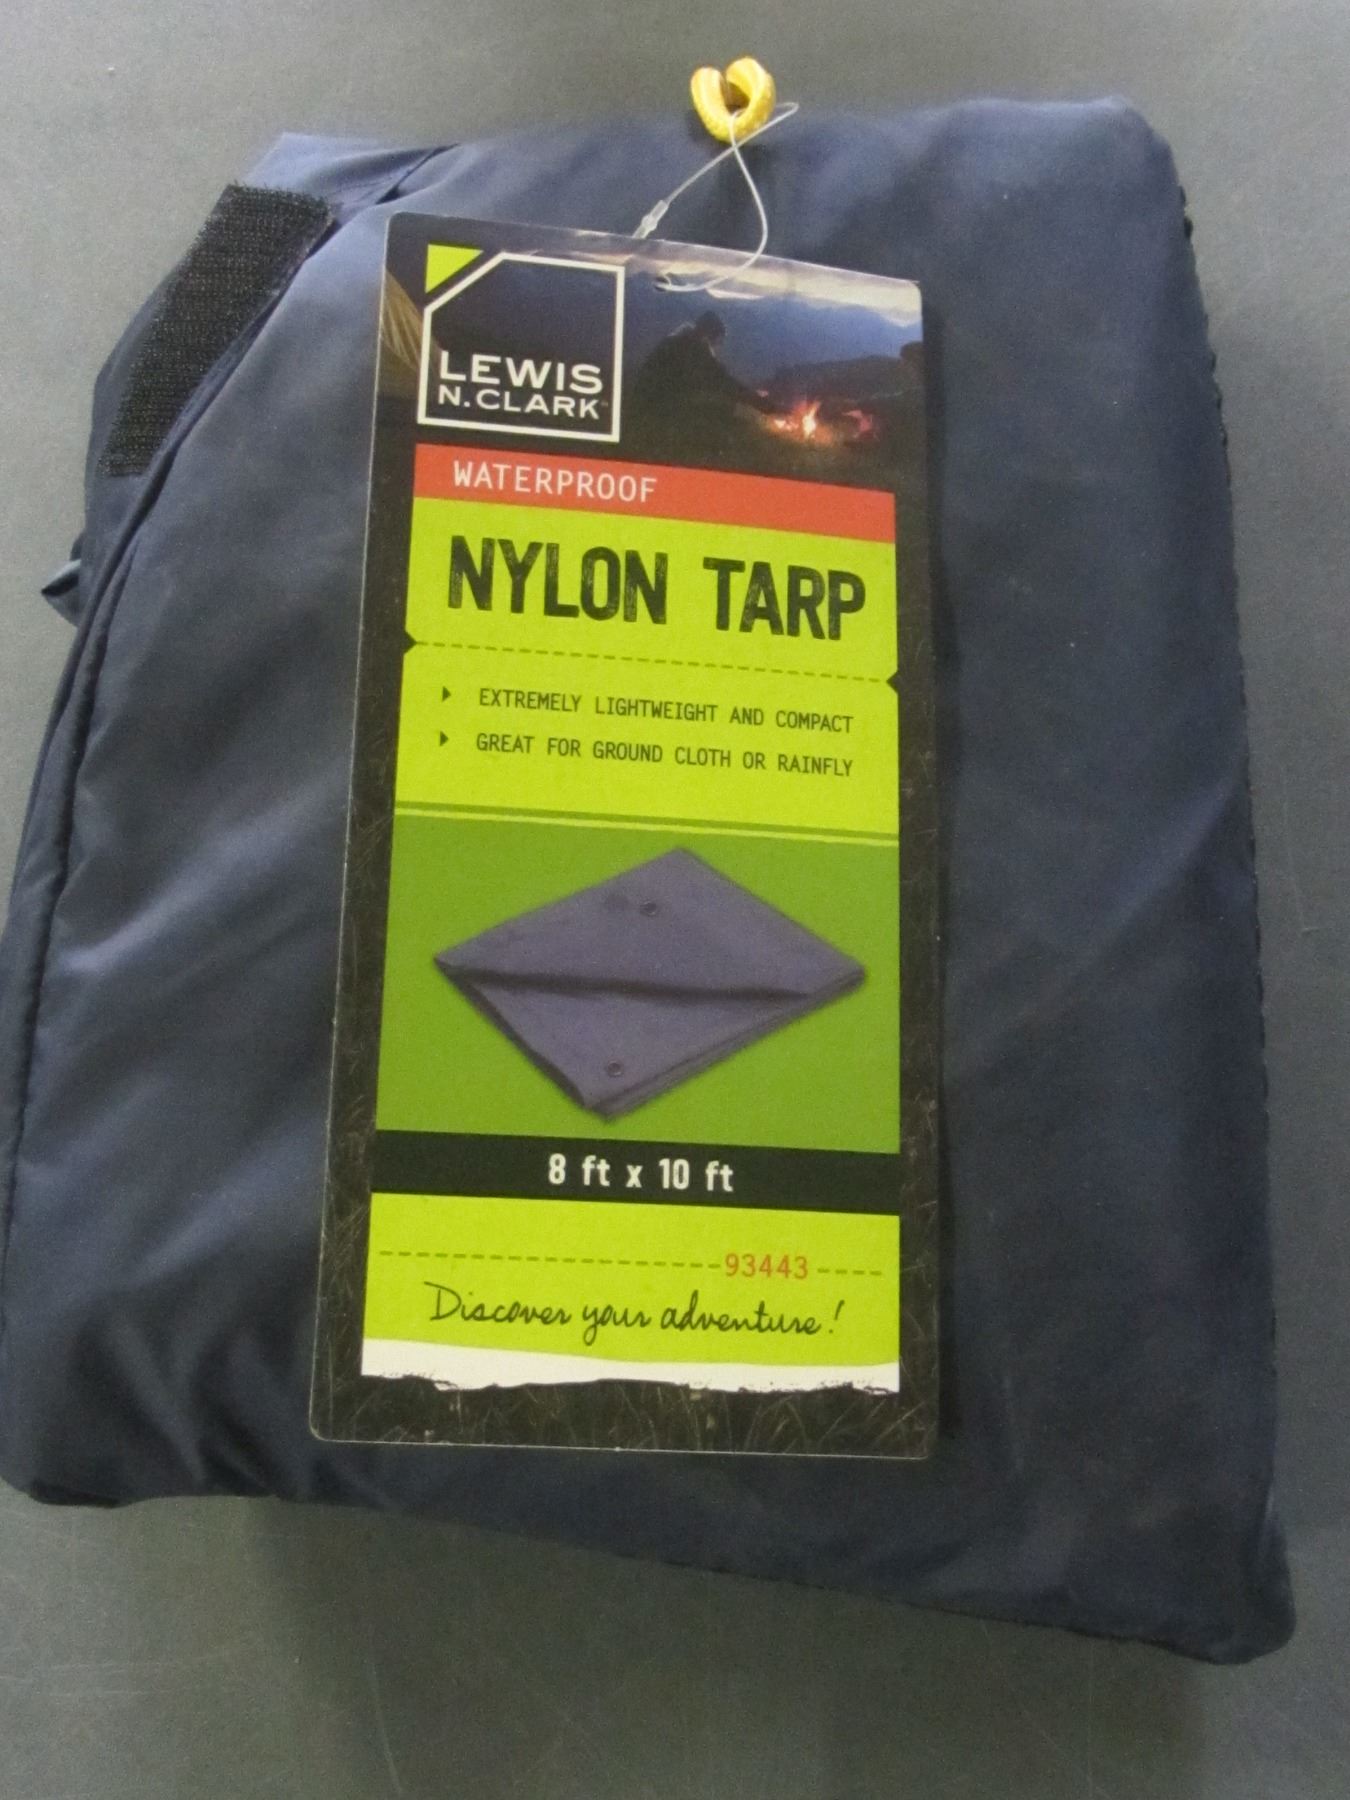 LEWIS
N.CLARK
WATERPROOF
NYLON TARP
EXTREMELY LIGHTWEIGHT AND COMPACT
GREAT FOR GROUND CLOTH OR RAINFLY
8 ft x 10 ft
93443
Discover your adventure!